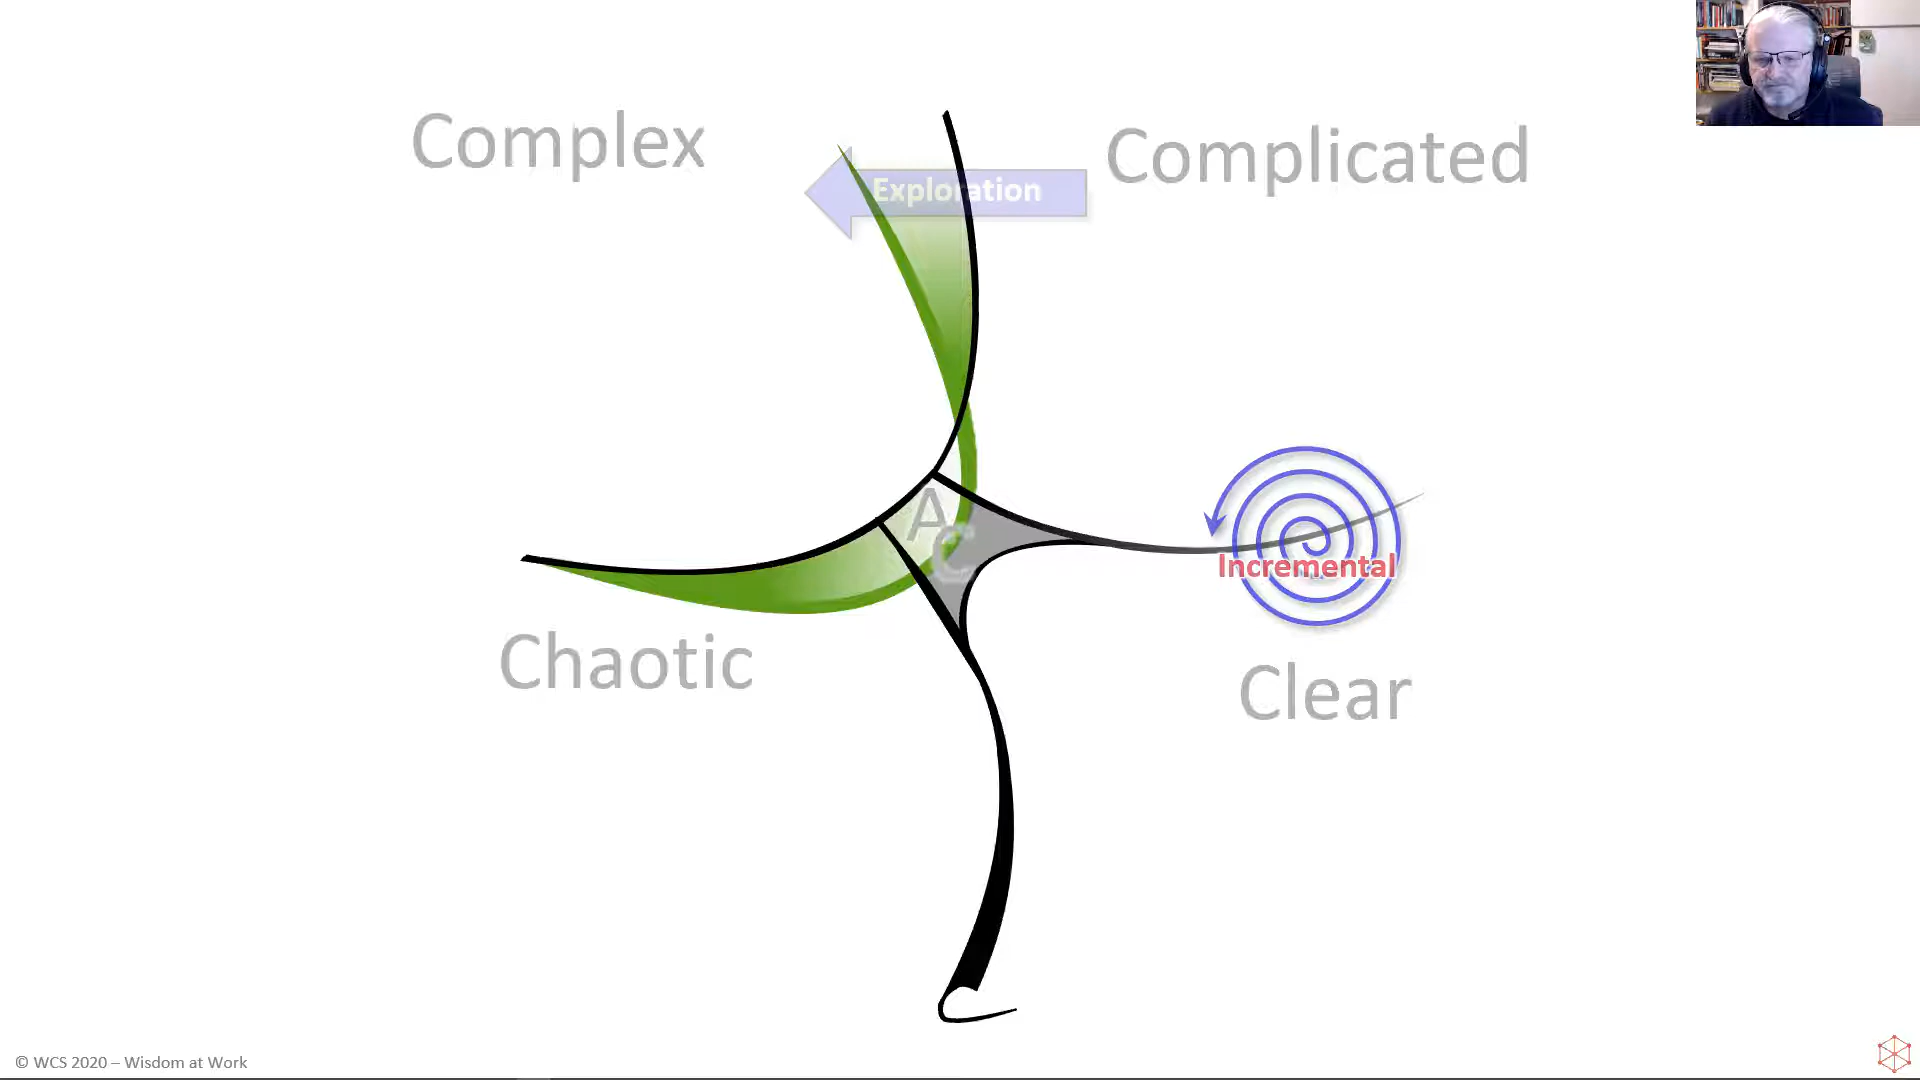 Complex
Complicated
Exploration
A
C
Incremental
Chaotic
Clear
© WCS 2020 – Wisdom at Work